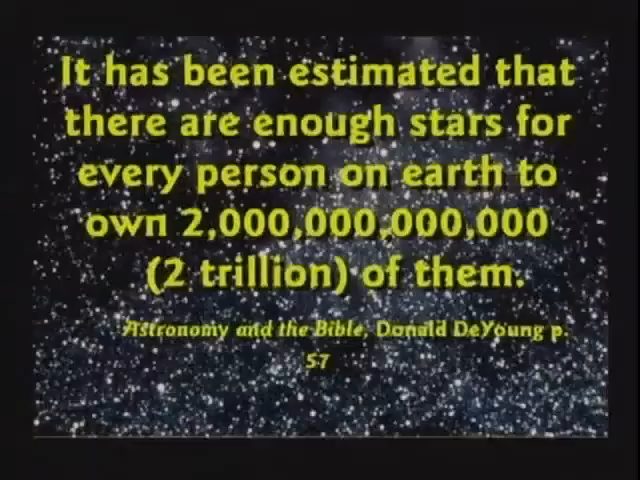 It has been estimated that
there are enough stars for
every person on earth to
own 2,000,000,000,000
(2 trillion) of them.
Astronomy and the Bible, Donald DeYoung p.
57